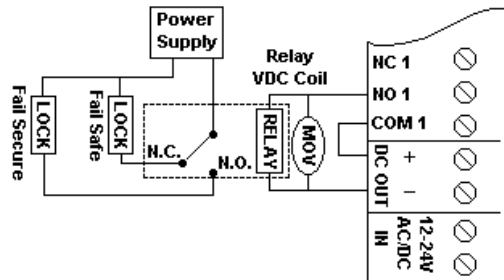 Power
Supply
Relay
VDC Coil
NC 1
NO 1
COM 1
DC OUT
+
−
IN
12-24V
AC/DC
Fail Secure
LOCK
Fail Safe
LOCK
N.C.
N.O.
RELAY
MOV